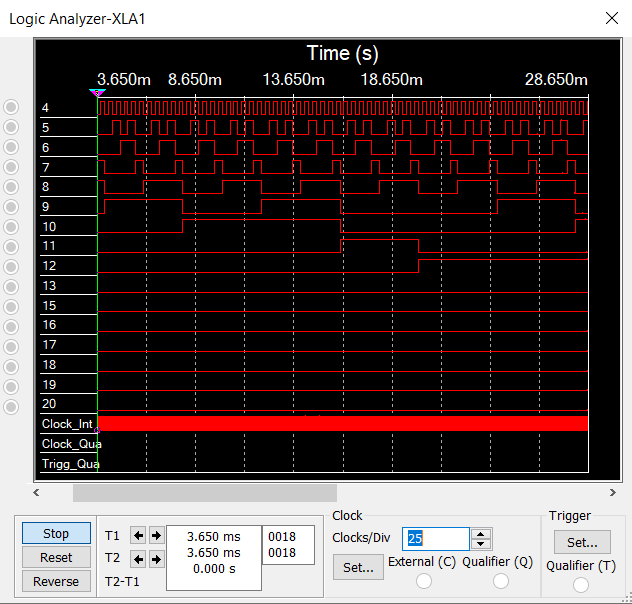 Logic Analyzer-XLA1
Time (s)
3.650m 8.650m 13.650m 18.650m 28.650m
4
5
6
7
8
9
10
11
12
13
15
16
17
18
19
20
Clock_Int
Clock_Qua
Trigg_Qua
Stop
Reset
Reverse
T1
T2
T2-T1
3.650 ms 0018
3.650 ms 0018
0.000 s
Clock
Clocks/Div 25
Set...
External (C) Qualifier (Q)
Trigger
Set...
Qualifier (T)